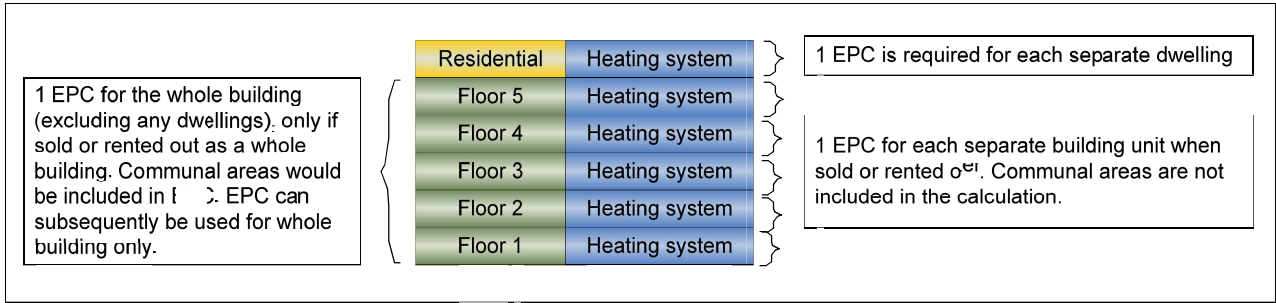 1 EPC for the whole building
(excluding any dwellings), only if
sold or rented out as a whole
building. Communal areas would
be included in EPC can
subsequently be used for whole
building only.
Residential Heating system
Floor 5 Heating system
Floor 4 Heating system
Floor 3 Heating system
Floor 2 Heating system
Floor 1 Heating system
1 EPC is required for each separate dwelling
1 EPC for each separate building unit when
sold or rented Communal areas are not
included in the calculation.